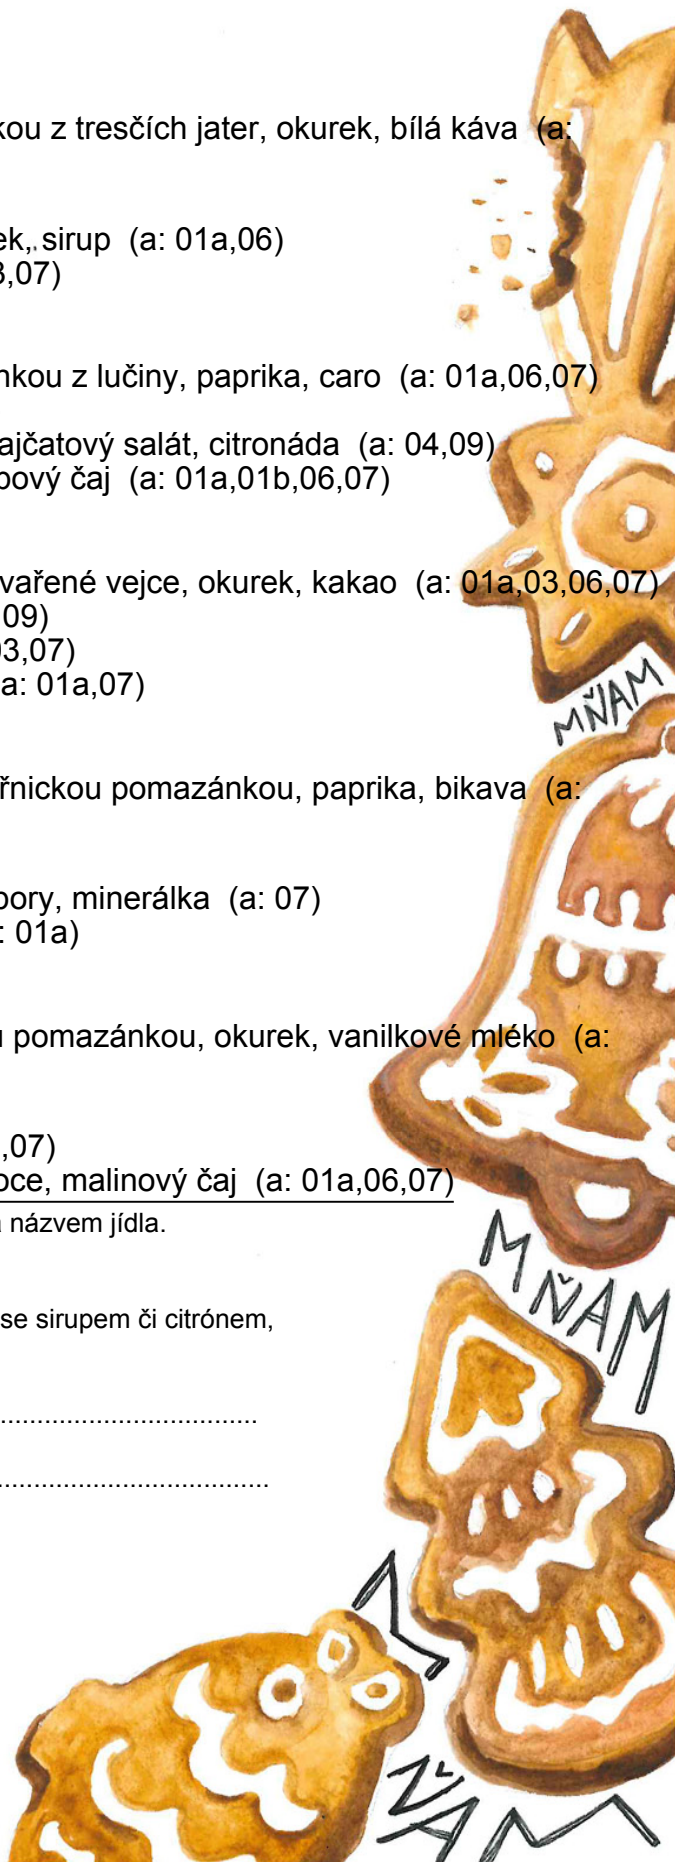 kou z tresčích jater, okurek, bílá káva (a:
ek, sirup (a: 01a,06)
3,07)
nkou z lučiny, paprika, caro (a: 01a,06,07)
ajčatový salát, citronáda (a: 04,09)
pový čaj (a: 01a,01b,06,07)
vařené vejce, okurek, kakao (a: 01a,03,06,07)
09)
03,07)
a: 01a,07)
MŇAM
řnickou pomazánkou, paprika, bikava (a:
bory, minerálka (a: 07)
: 01a)
u pomazánkou, okurek, vanilkové mléko (a:
,07)
oce, malinový čaj (a: 01a,06,07)
a názvem jídla.
MŇAM
se sirupem či citrónem,
...................................
.....................................
MŇAM